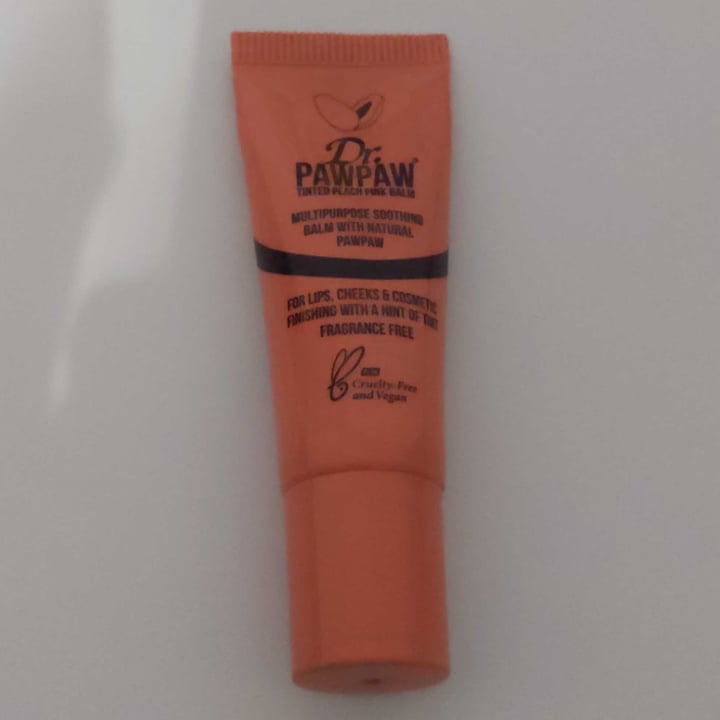 Dr.
PAWPAW®
TINTED PEACH PINK BALM
MULTIPURPOSE SOOTHING
BALM WITH NATURAL
PAWPAW
FOR LIPS, CHEEKS & COSMETIC
FINISHING WITH A HINT OF TINT
FRAGRANCE FREE
Cruelty-Free
and Vegan